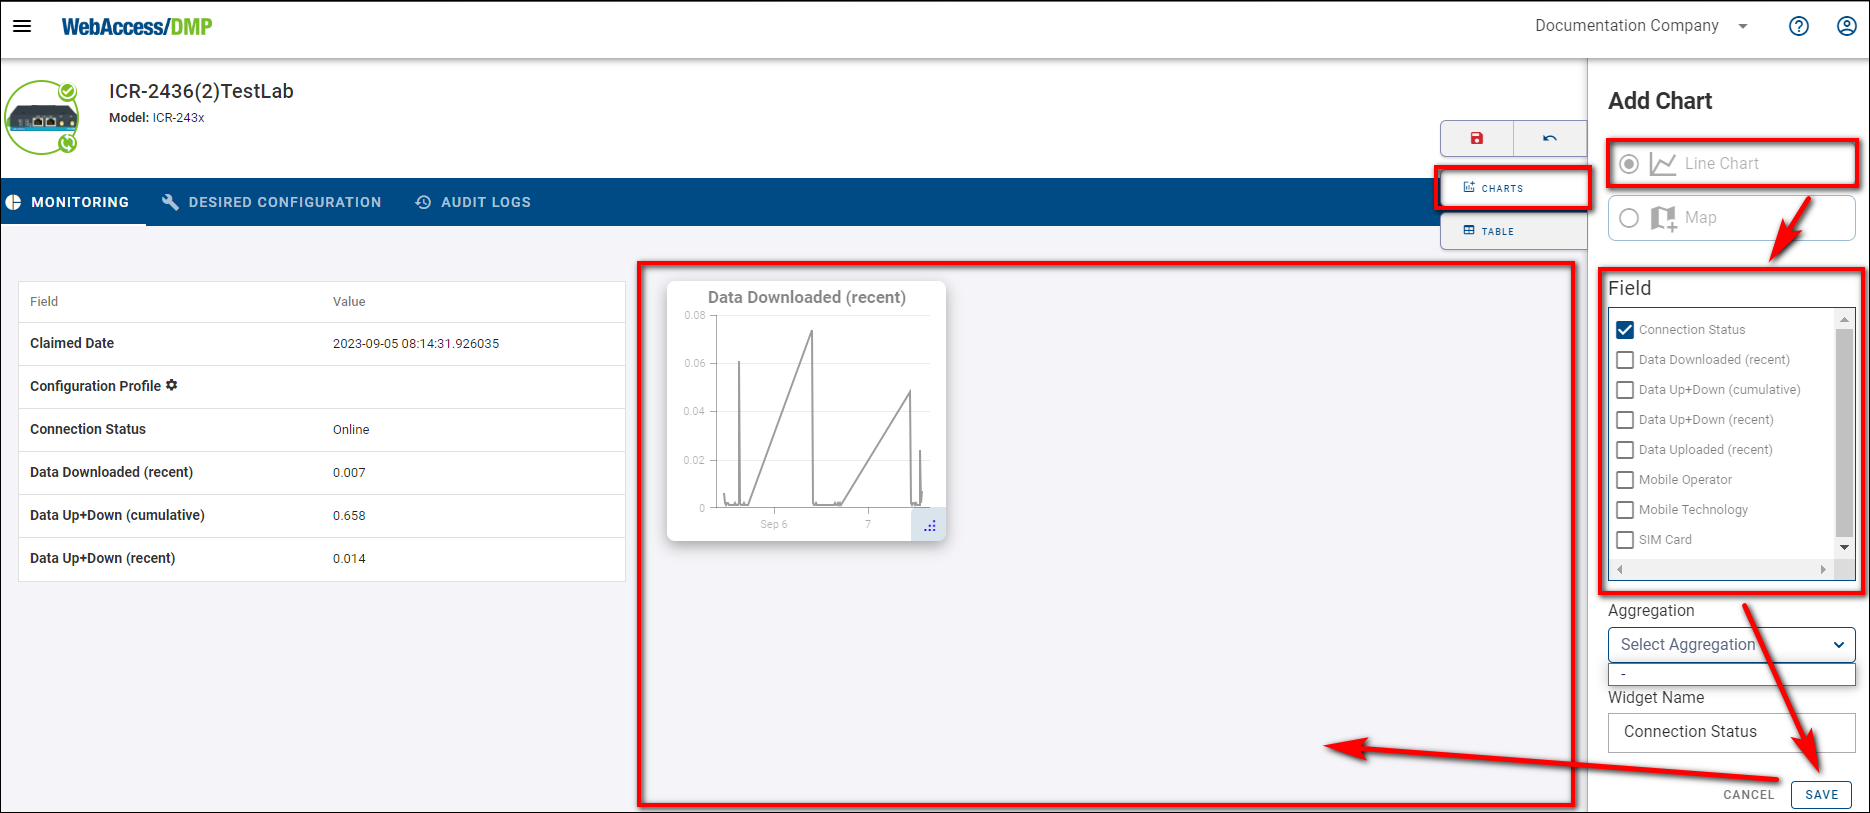 WebAccess/DMP
Documentation Company
ICR-2436(2)TestLab
Model: ICR-243x
MONITORING
DESIRED CONFIGURATION
AUDIT LOGS
CHARTS
TABLE
Field Value
Claimed Date 2023-09-05 08:14:31.926035
Configuration Profile
Connection Status Online
Data Downloaded (recent) 0.007
Data Up+Down (cumulative) 0.658
Data Up+Down (recent) 0.014
Data Downloaded (recent)
0.08
0.06
0.04
0.02
0
Sep 6 7
Add Chart
Line Chart
Map
Field
Connection Status
Data Downloaded (recent)
Data Up+Down (cumulative)
Data Up+Down (recent)
Data Uploaded (recent)
Mobile Operator
Mobile Technology
SIM Card
Aggregation
Select Aggregation
-
Widget Name
Connection Status
CANCEL SAVE